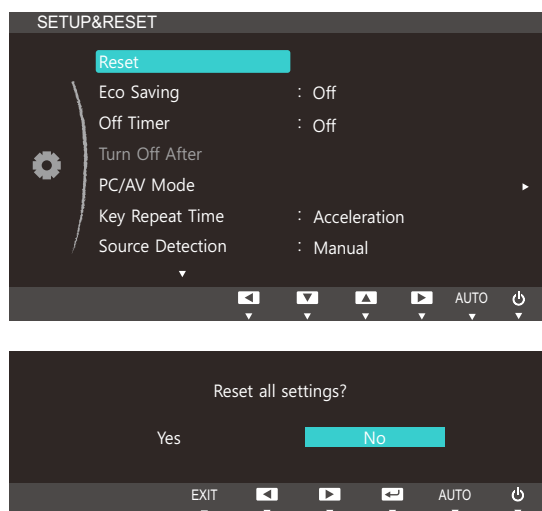 SETUP&RESET
Reset
Eco Saving : Off
Off Timer : Off
Turn Off After
PC/AV Mode
Key Repeat Time : Acceleration
Source Detection : Manual
AUTO
Reset all settings?
Yes No
EXIT AUTO